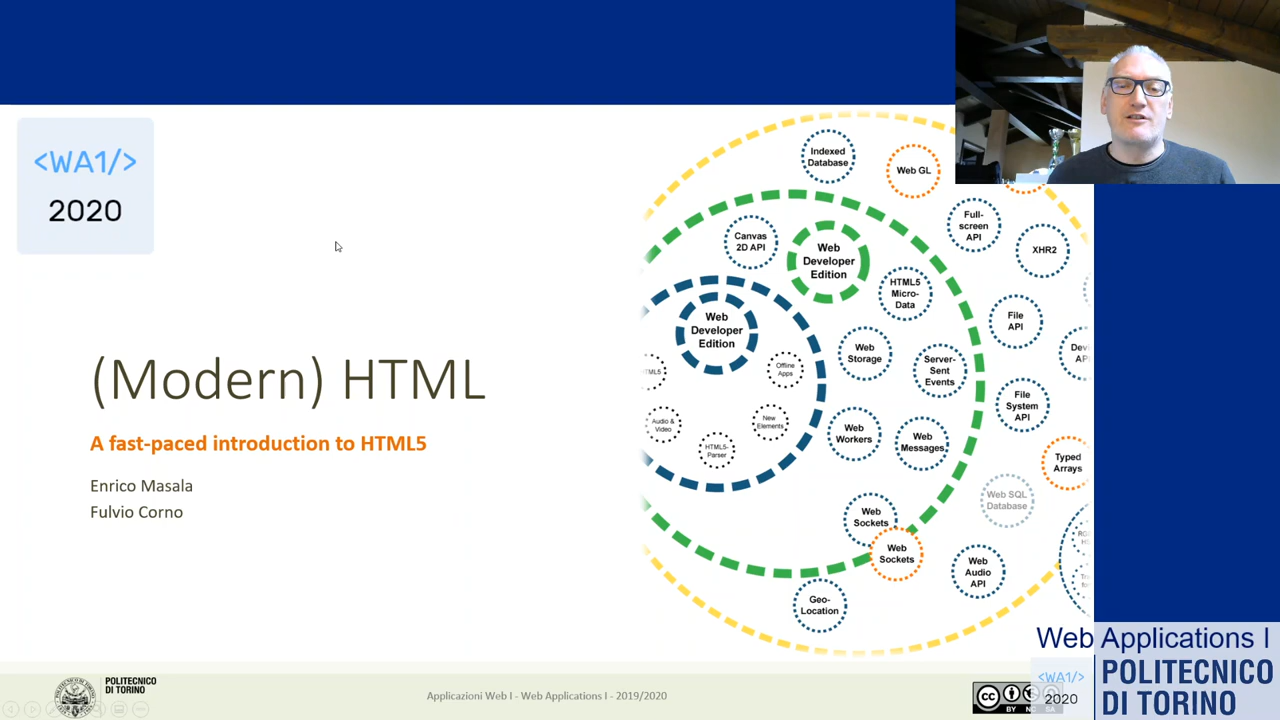 <WA1/>
2020
(Modern) HTML
A fast-paced introduction to HTML5
Enrico Masala
Fulvio Corno
Indexed
Database
Web GL
Full-
screen
API
XHR2
Canvas
2D API
Web
Developer
Edition
HTML5
Micro-
Data
File
API
Web
Developer
Edition
Web
Storage
Server-
Sent
Events
Offline
Apps
File
System
API
Audio &
Video
New
Elements
HTML5-
Parser
Web
Workers
Web
Messages
Typed
Arrays
Web SQL
Database
Web
Sockets
Web
Sockets
Web
Audio
API
Geo-
Location
POLITECNICO
DI TORINO
Applicazioni Web I - Web Applications I - 2019/2020
cc
BY NC SA
Web Applications I
<WA1/>
2020
POLITECNICO
DI TORINO